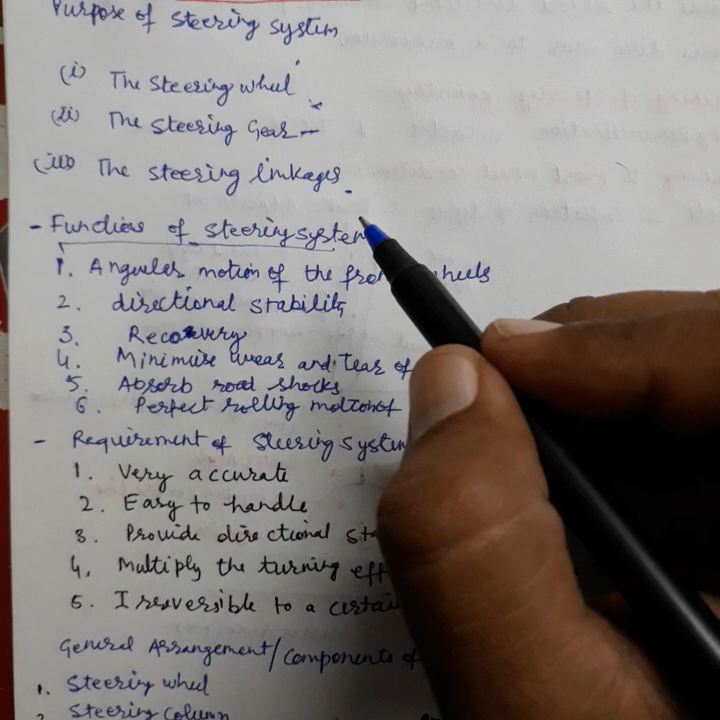 Purpose of Steering System
(i) The Steering wheel
(ii) The Steering Gear
(iii) The steering linkages
- Functions of steering system
1. Angular motion of the front wheels
2. directional stability
3. Recovery
4. Minimise wear and tear of
5. Absorb road shocks
6. Perfect rolling motion of
- Requirement of Steering System
1. Very accurate
2. Easy to handle
3. Provide directional sta
4. Multiply the turning eff
5. Irreversible to a certain
General Arrangement/Components of
1. Steering wheel
Steering Column